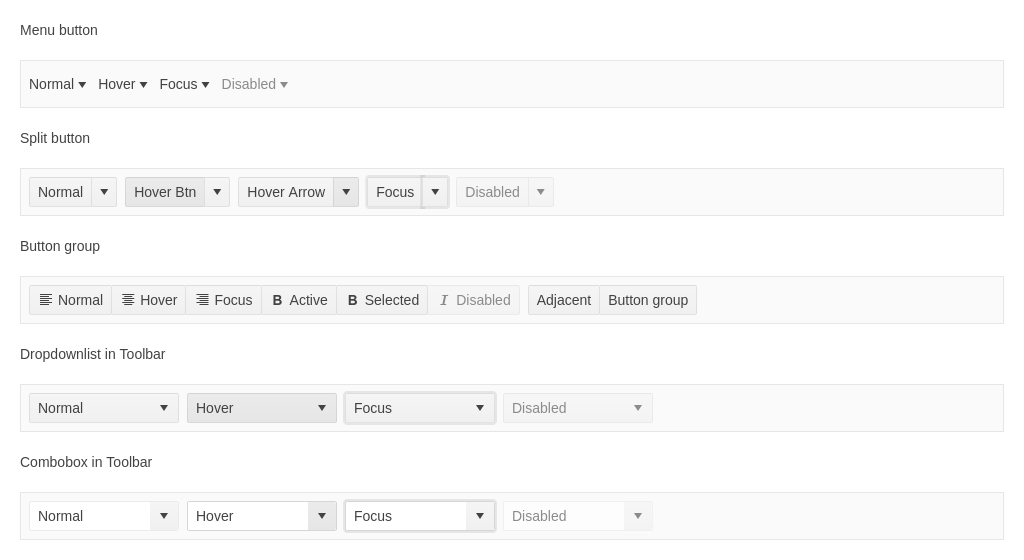 Menu button
Normal Hover Focus Disabled
Split button
Normal Hover Btn Hover Arrow Focus Disabled
Button group
Normal Hover Focus B Active B Selected I Disabled Adjacent Button group
Dropdownlist in Toolbar
Normal Hover Focus Disabled
Combobox in Toolbar
Normal Hover Focus Disabled